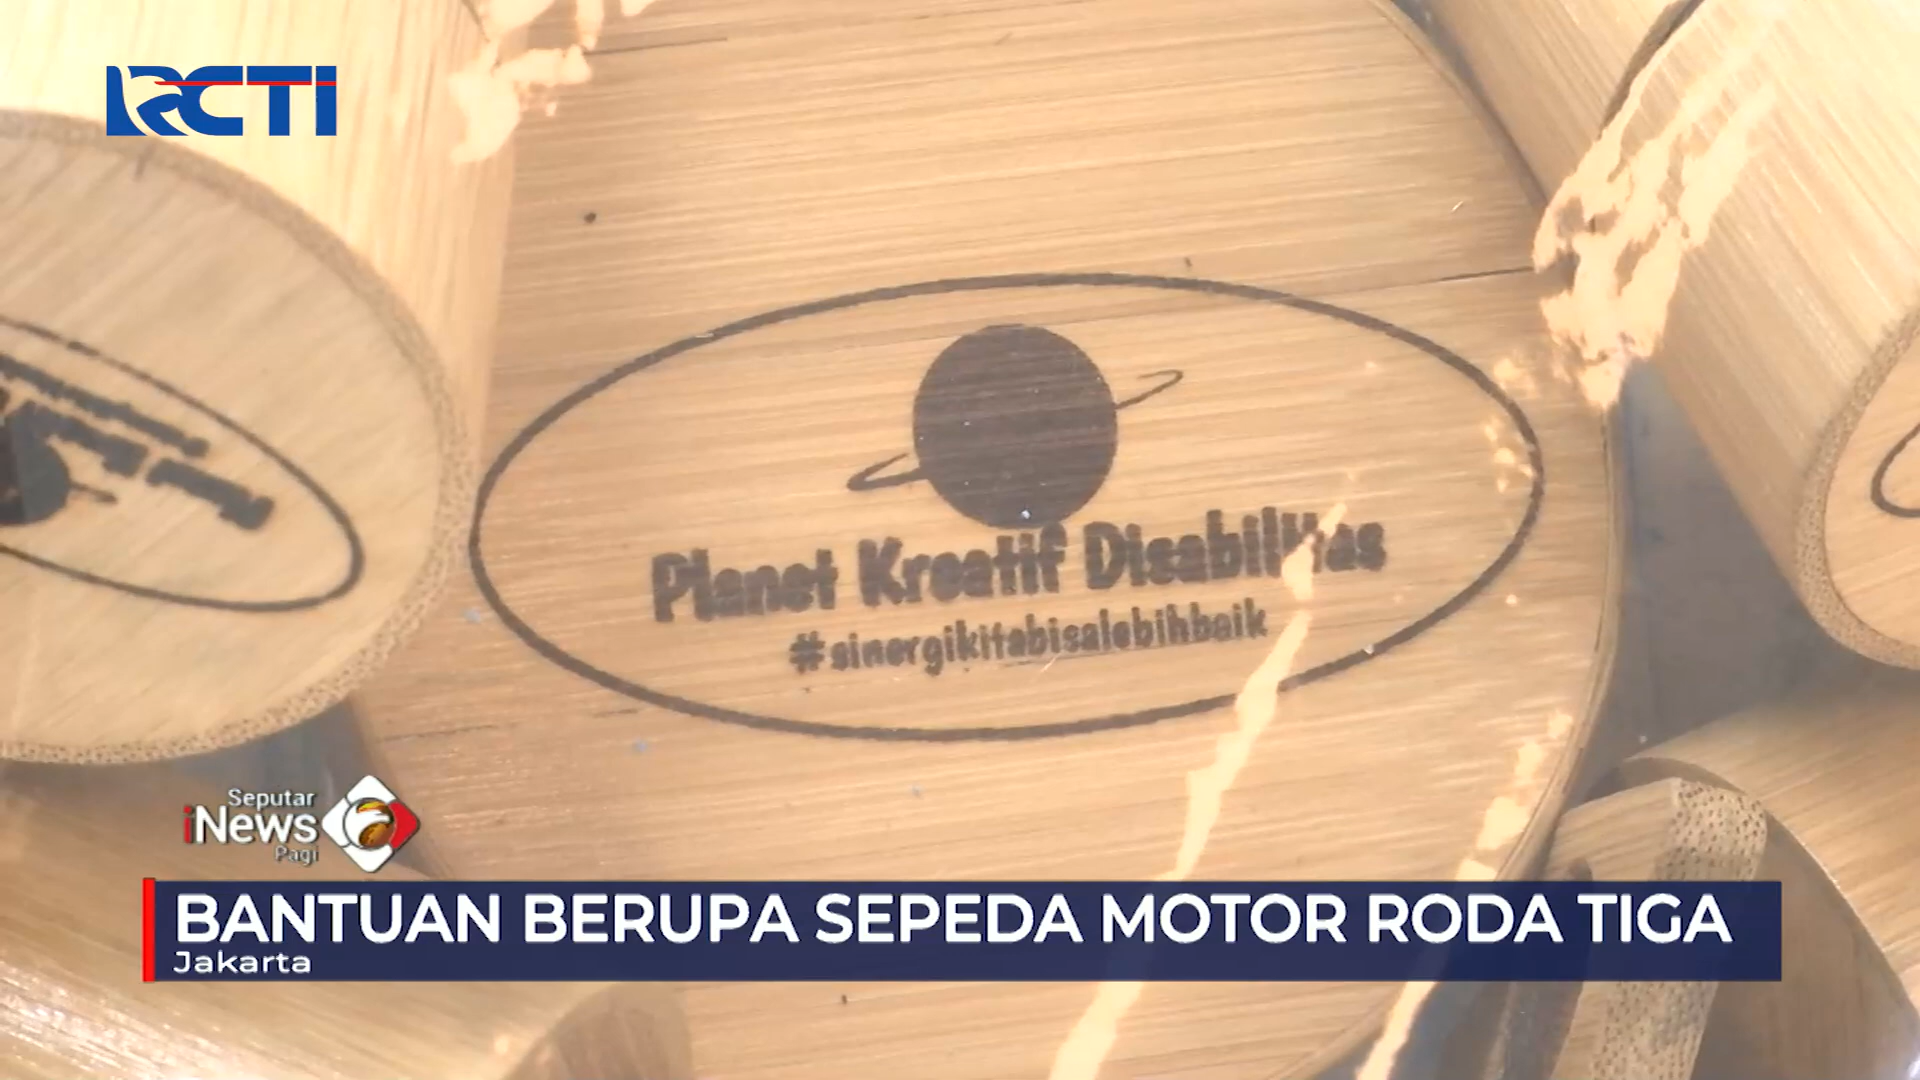 RCTI
Planet Kreatif Disabilitas
#sinergikitabisalebihbaik
Seputar
iNews
Pagi
BANTUAN BERUPA SEPEDA MOTOR RODA TIGA
Jakarta